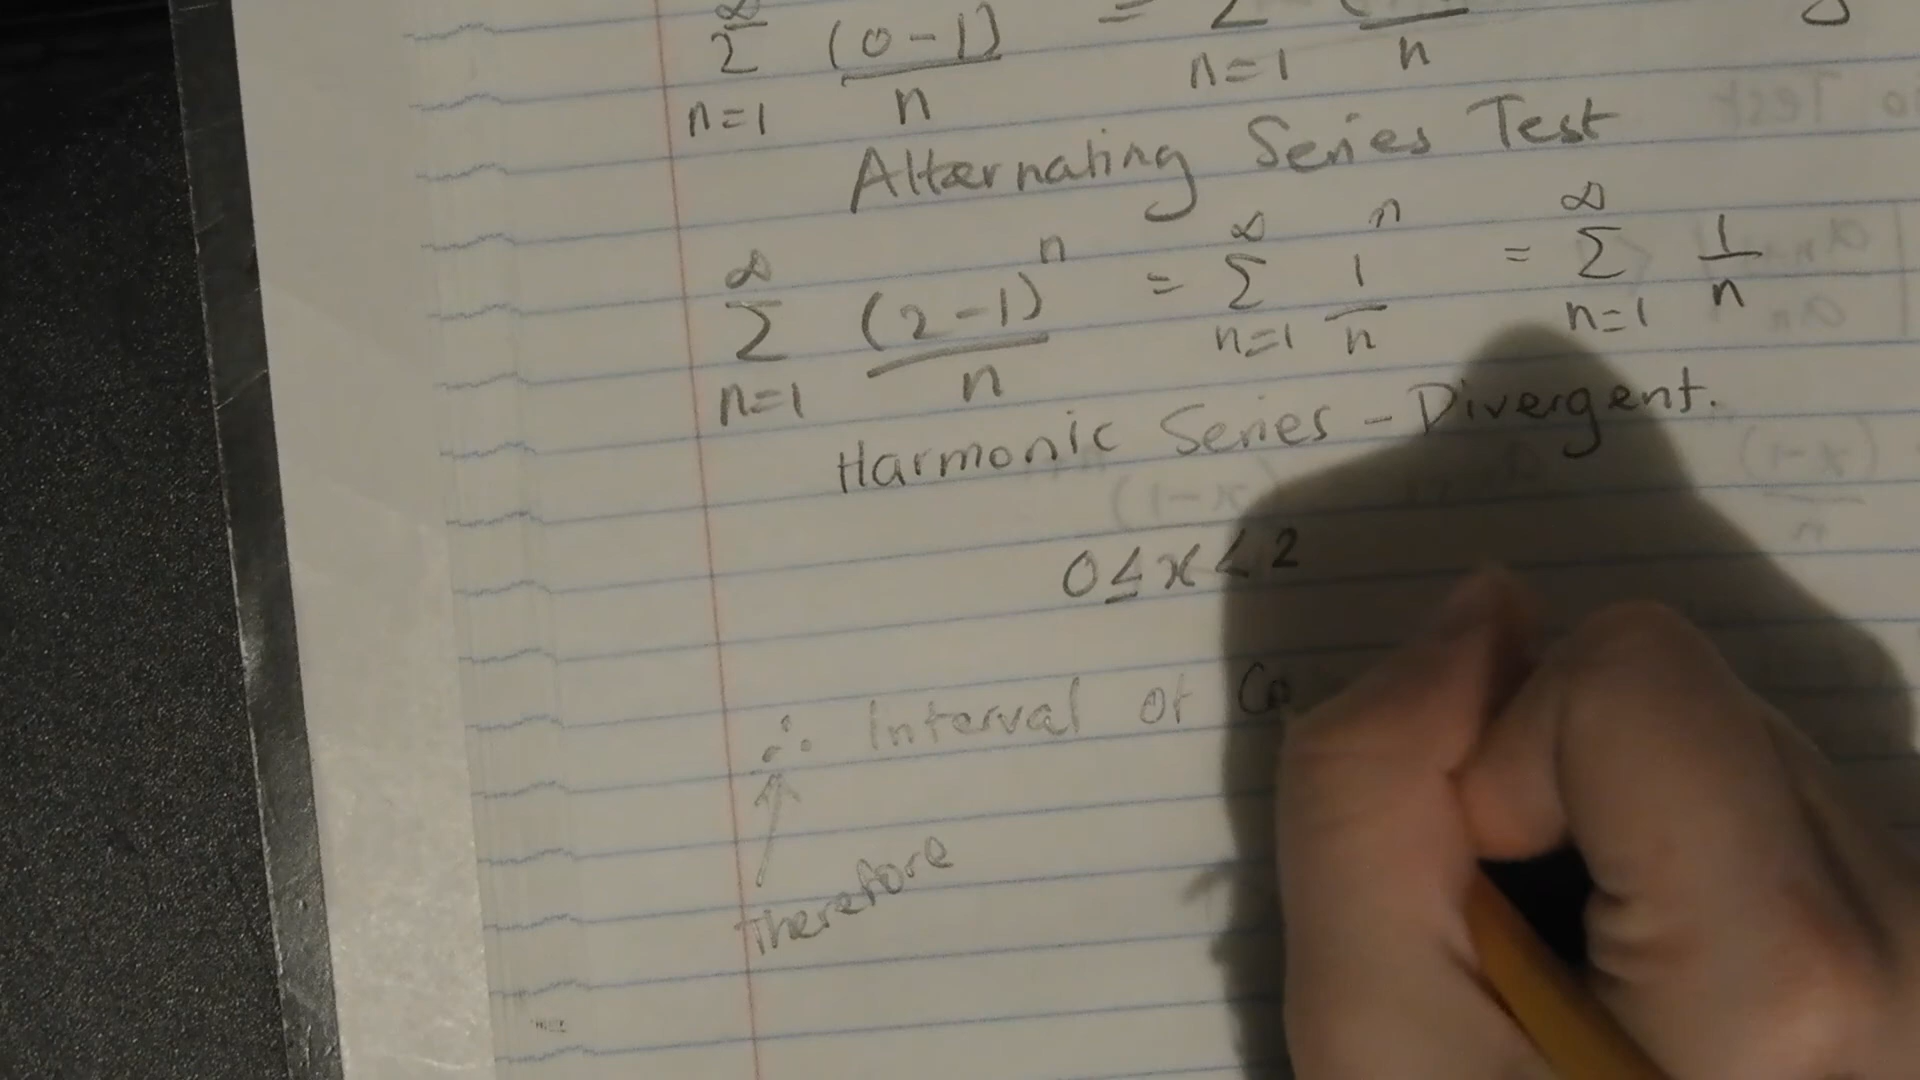 ∞ Σ n=1 (0-1) / n = Σ n=1 n
Alternating Series Test
∞ Σ n=1 (2-1)^n / n = ∞ Σ n=1 1^n / n = ∞ Σ n=1 1/n
Harmonic Series - Divergent.
0 ≤ x < 2
∴ Interval of Co
therefore